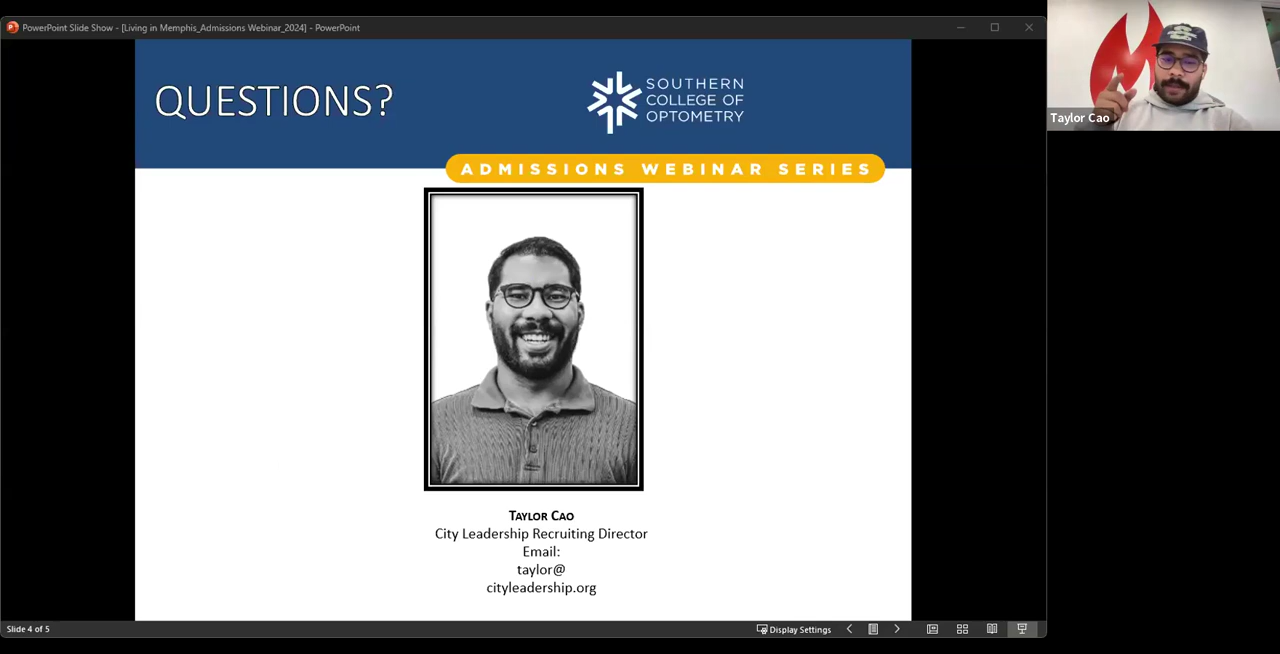 PowerPoint Slide Show - [Living in Memphis_Admissions Webinar_2024] - PowerPoint
QUESTIONS?
SOUTHERN
COLLEGE OF
OPTOMETRY
ADMISSIONS WEBINAR SERIES
Taylor Cao
TAYLOR CAO
City Leadership Recruiting Director
Email:
taylor@
cityleadership.org
Slide 4 of 5
Display Settings